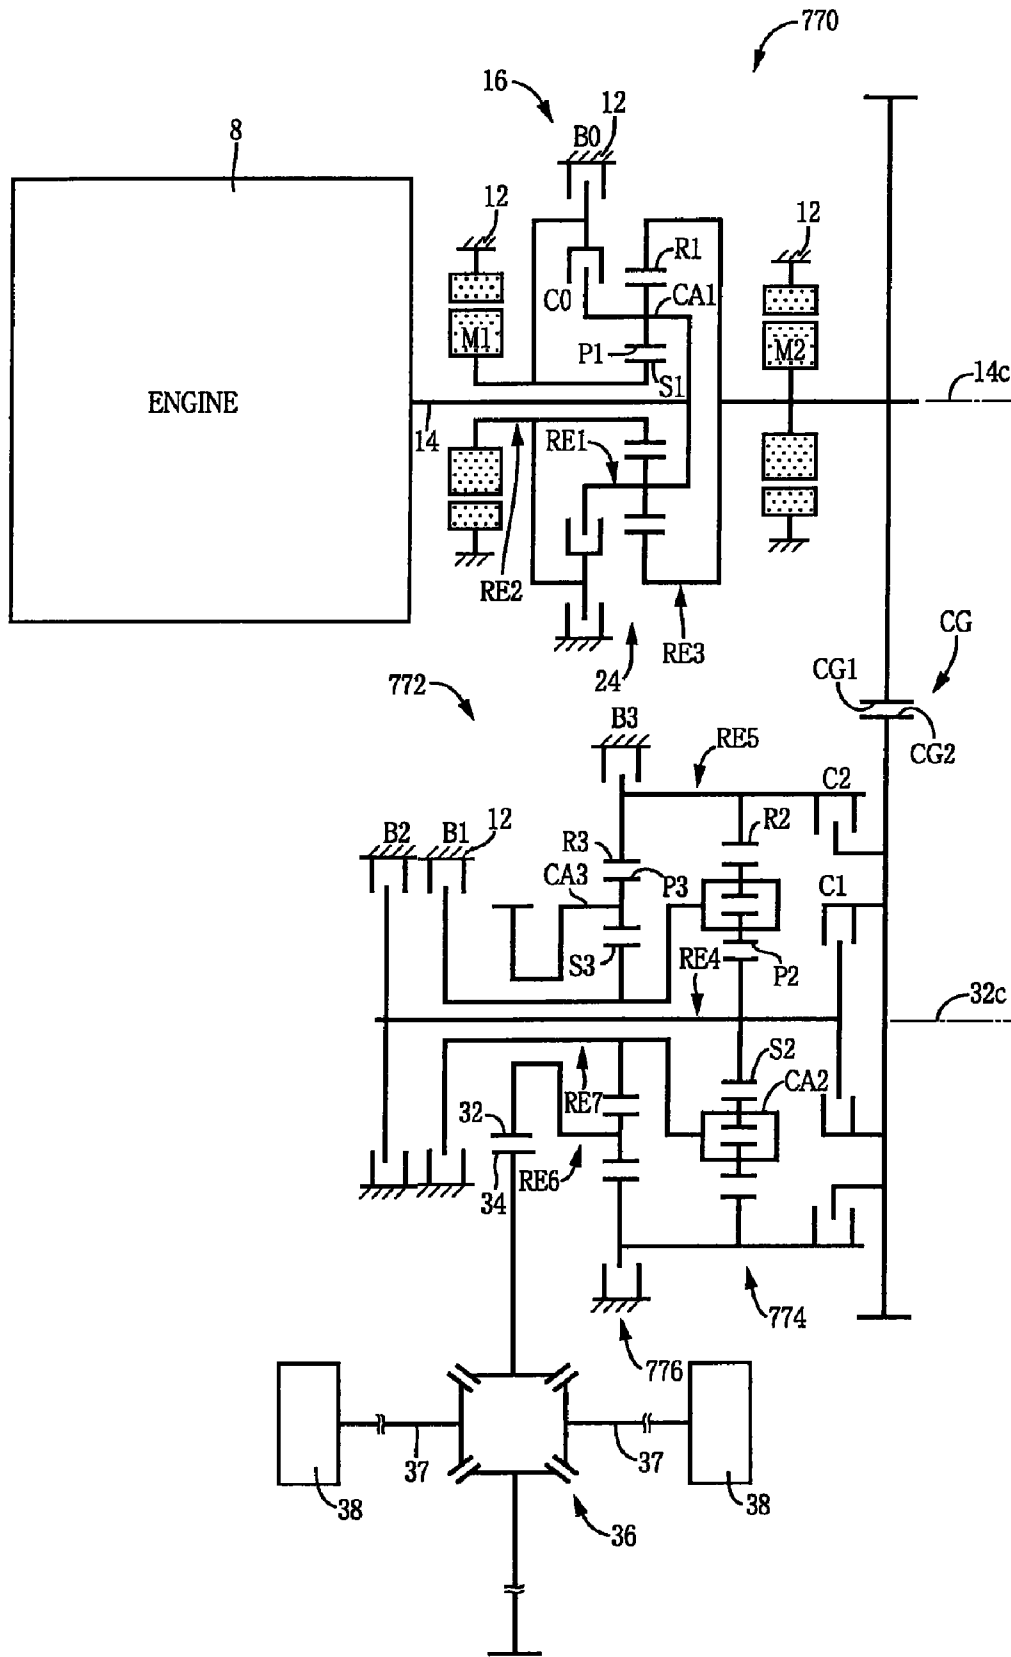 770
16
12
B0
8
12
12
R1
C0
CA1
M1
P1
M2
S1
14c
ENGINE
14
RE1
RE2
RE3
CG
24
CG1
772
B3
RE5
CG2
C2
B2
B1
12
R3
R2
CA3
P3
C1
S3
RE4
P2
32c
S2
CA2
32
RE7
34
RE6
774
776
37
37
38
38
36